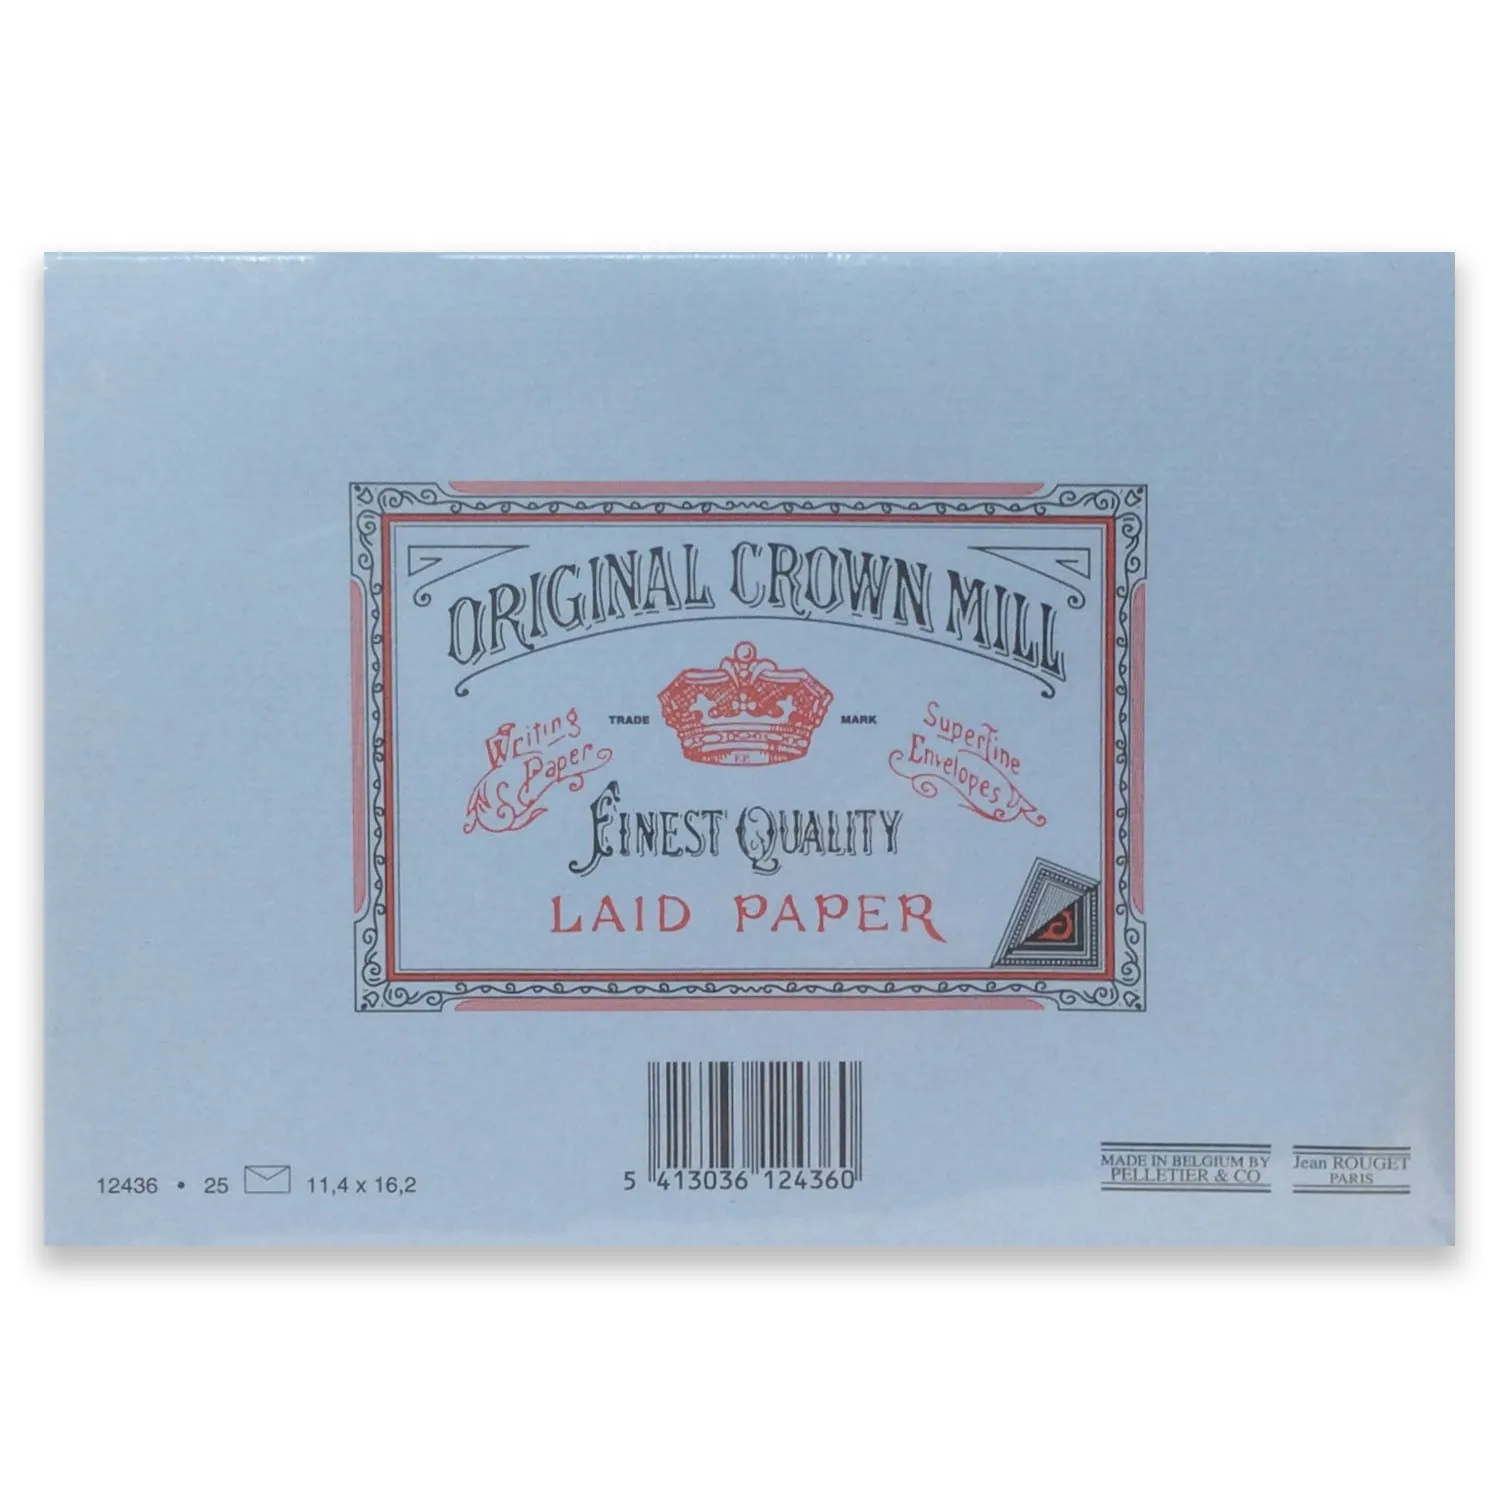 ORIGINAL CROWN MILL
Writing
Paper
TRADE
MARK
Superfine
Envelopes
F.P.
FINEST QUALITY
LAID PAPER
12436 • 25 11,4 x 16,2
5 413036 124360
MADE IN BELGIUM BY
PELLETIER & CO
Jean ROUGET
PARIS